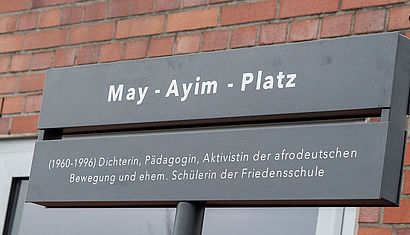 May - Ayim - Platz
(1960-1996) Dichterin, Pädagogin, Aktivistin der afrodeutschen
Bewegung und ehem. Schülerin der Friedensschule